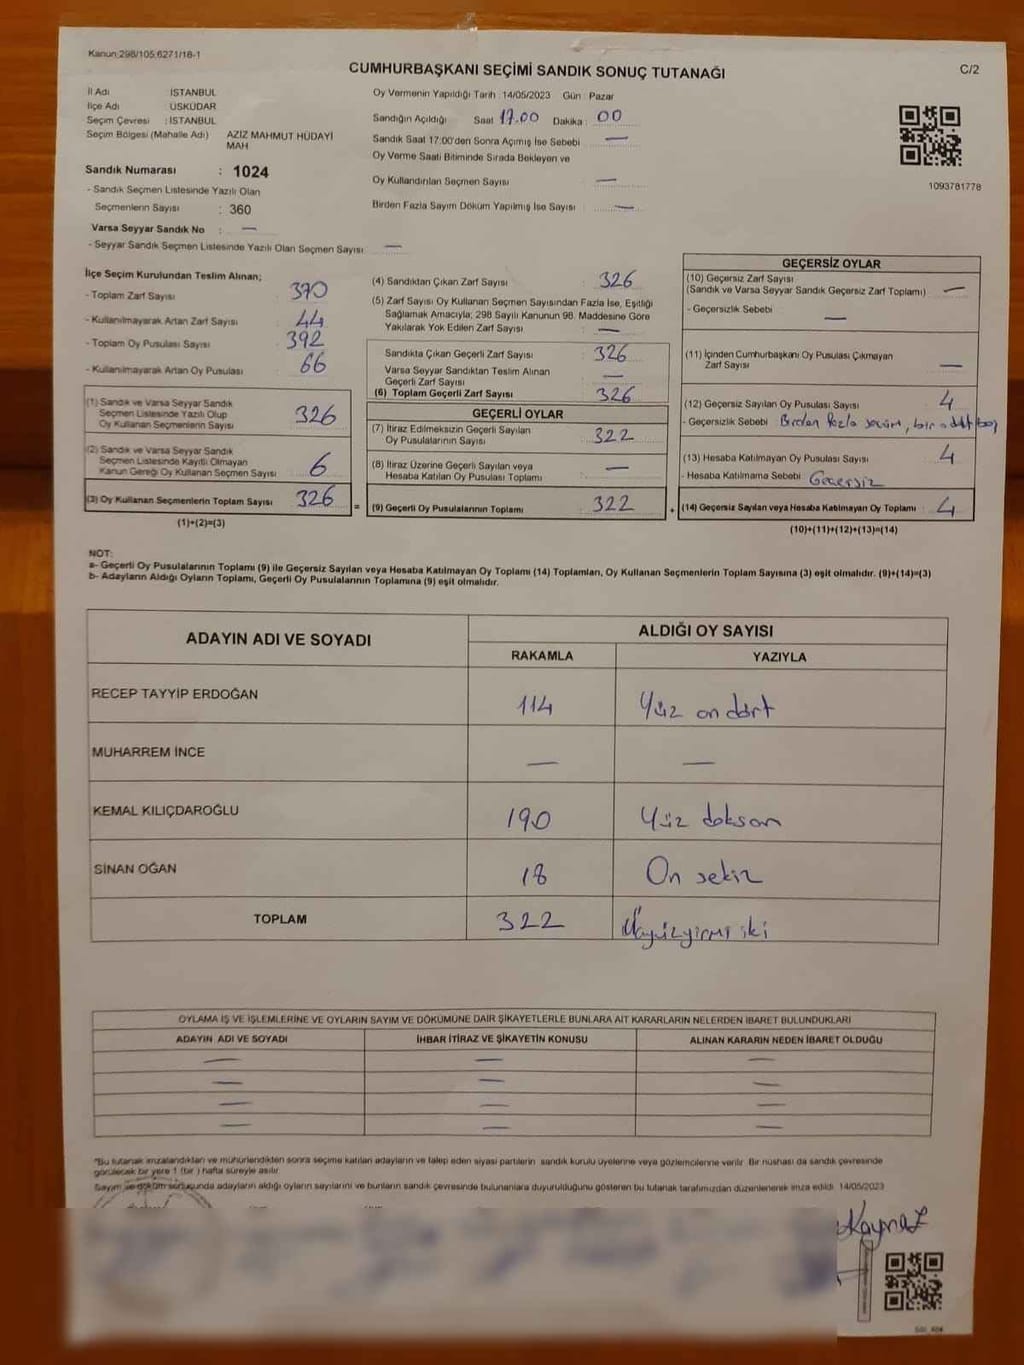 Kanun 298/105 6271/18-1
CUMHURBAŞKANI SEÇİMİ SANDIK SONUÇ TUTANAĞI
C/2
İl Adı İSTANBUL
İlçe Adı ÜSKÜDAR
Seçim Çevresi : İSTANBUL
Seçim Bölgesi (Mahalle Adı) AZİZ MAHMUT HÜDAYİ MAH
Sandık Numarası : 1024
- Sandık Seçmen Listesinde Yazılı Olan
Seçmenlerin Sayısı : 360
Varsa Seyyar Sandık No : —
- Seyyar Sandık Seçmen Listesinde Yazılı Olan Seçmen Sayısı —
Oy Vermenin Yapıldığı Tarih : 14/05/2023 Gün : Pazar
Sandığın Açıldığı Saat 17.00 Dakika : 00
Sandık Saat 17:00'den Sonra Açımış İse Sebebi —
Oy Verme Saati Bitiminde Sırada Bekleyen ve
Oy Kullandırılan Seçmen Sayısı —
Birden Fazla Sayım Döküm Yapılmış İse Sayısı —
1093781778
İlçe Seçim Kurulundan Teslim Alınan;
- Toplam Zarf Sayısı 370
- Kullanılmayarak Artan Zarf Sayısı 44
- Toplam Oy Pusulası Sayısı 392
- Kullanılmayarak Artan Oy Pusulası 66
(1) Sandık ve Varsa Seyyar Sandık
Seçmen Listesinde Yazılı Olup
Oy Kullanan Seçmenlerin Sayısı 326
(2) Sandık ve Varsa Seyyar Sandık
Seçmen Listesinde Kayıtlı Olmayan
Kanun Gereği Oy Kullanan Seçmen Sayısı 6
(3) Oy Kullanan Seçmenlerin Toplam Sayısı 326 =
(1)+(2)=(3)
(4) Sandıktan Çıkan Zarf Sayısı 326
(5) Zarf Sayısı Oy Kullanan Seçmen Sayısından Fazla İse, Eşitliği
Sağlamak Amacıyla; 298 Sayılı Kanunun 98. Maddesine Göre
Yakılarak Yok Edilen Zarf Sayısı —
Sandıkta Çıkan Geçerli Zarf Sayısı : 326
Varsa Seyyar Sandıktan Teslim Alınan
Geçerli Zarf Sayısı —
(6) Toplam Geçerli Zarf Sayısı 326
GEÇERLİ OYLAR
(7) İtiraz Edilmeksizin Geçerli Sayılan
Oy Pusulalarının Sayısı : 322
(8) İtiraz Üzerine Geçerli Sayılan veya
Hesaba Katılan Oy Pusulası Toplamı —
(9) Geçerli Oy Pusulalarının Toplamı : 322 +
GEÇERSİZ OYLAR
(10) Geçersiz Zarf Sayısı
(Sandık ve Varsa Seyyar Sandık Geçersiz Zarf Toplamı) —
- Geçersizlik Sebebi —
(11) İçinden Cumhurbaşkanı Oy Pusulası Çıkmayan
Zarf Sayısı —
(12) Geçersiz Sayılan Oy Pusulası Sayısı 4
- Geçersizlik Sebebi Birden fazla seçim, bir adet boş
(13) Hesaba Katılmayan Oy Pusulası Sayısı 4
- Hesaba Katılmama Sebebi Geçersiz
(14) Geçersiz Sayılan veya Hesaba Katılmayan Oy Toplamı : 4
(10)+(11)+(12)+(13)=(14)
NOT:
a- Geçerli Oy Pusulalarının Toplamı (9) ile Geçersiz Sayılan veya Hesaba Katılmayan Oy Toplamı (14) Toplamları, Oy Kullanan Seçmenlerin Toplam Sayısına (3) eşit olmalıdır. (9)+(14)=(3)
b- Adayların Aldığı Oyların Toplamı, Geçerli Oy Pusulalarının Toplamına (9) eşit olmalıdır.
ADAYIN ADI VE SOYADI ALDIĞI OY SAYISI
RAKAMLA YAZIYLA
RECEP TAYYİP ERDOĞAN 114 Yüz on dört
MUHARREM İNCE — —
KEMAL KILIÇDAROĞLU 190 Yüz doksan
SİNAN OĞAN 18 On sekiz
TOPLAM 322 Üçyüzyirmi iki
OYLAMA İŞ VE İŞLEMLERİNE VE OYLARIN SAYIM VE DÖKÜMÜNE DAİR ŞİKAYETLERLE BUNLARA AİT KARARLARIN NELERDEN İBARET BULUNDUKLARI
ADAYIN ADI VE SOYADI İHBAR İTİRAZ VE ŞİKAYETİN KONUSU ALINAN KARARIN NEDEN İBARET OLDUĞU
— — —
— — —
— — —
— — —
*Bu tutanak imzalandıktan ve mühürlendikten sonra seçime katılan adayların ve talep eden siyasi partilerin sandık kurulu üyelerine veya gözlemcilerine verilir. Bir nüshası da sandık çevresinde
görülecek bir yere 1 (bir) hafta süreyle asılır.
Sayım ve döküm sonucunda adayların aldığı oyların sayılarını ve bunların sandık çevresinde bulunanlara duyurulduğunu gösteren bu tutanak tarafımızdan düzenlenerek imza edildi. 14/05/2023